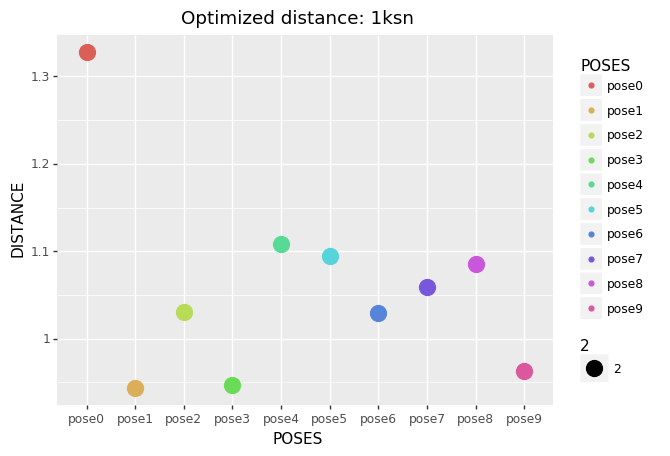 Optimized distance: 1ksn
DISTANCE
1.3
1.2
1.1
1
pose0 pose1 pose2 pose3 pose4 pose5 pose6 pose7 pose8 pose9
POSES
POSES
pose0
pose1
pose2
pose3
pose4
pose5
pose6
pose7
pose8
pose9
2
2